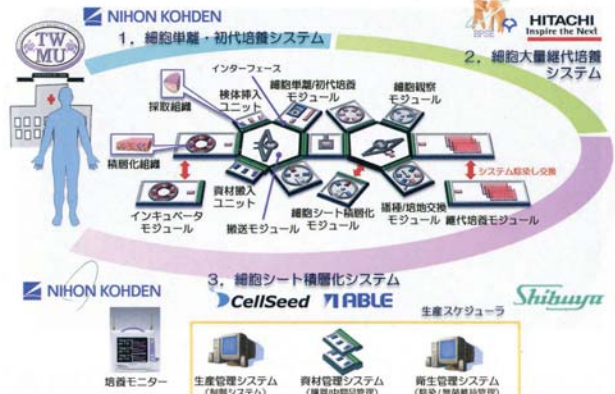 NIHON KOHDEN
HITACHI
Inspire the Next
BPSE
TWMU
1. 細胞単離・初代培養システム
2. 細胞大量継代培養
システム
インターフェース
採取組織
検体挿入
ユニット
細胞単離/初代培養
モジュール
細胞観察
モジュール
積層化組織
システム除染し交換
インキュベータ
モジュール
資材搬入
ユニット
搬送モジュール
細胞シート積層化
モジュール
播種/培地交換
モジュール
継代培養モジュール
3. 細胞シート積層化システム
NIHON KOHDEN
CellSeed
ABLE
Shibuya
生産スケジューラ
培養モニター
生産管理システム
(制御システム)
資材管理システム
衛生管理システム